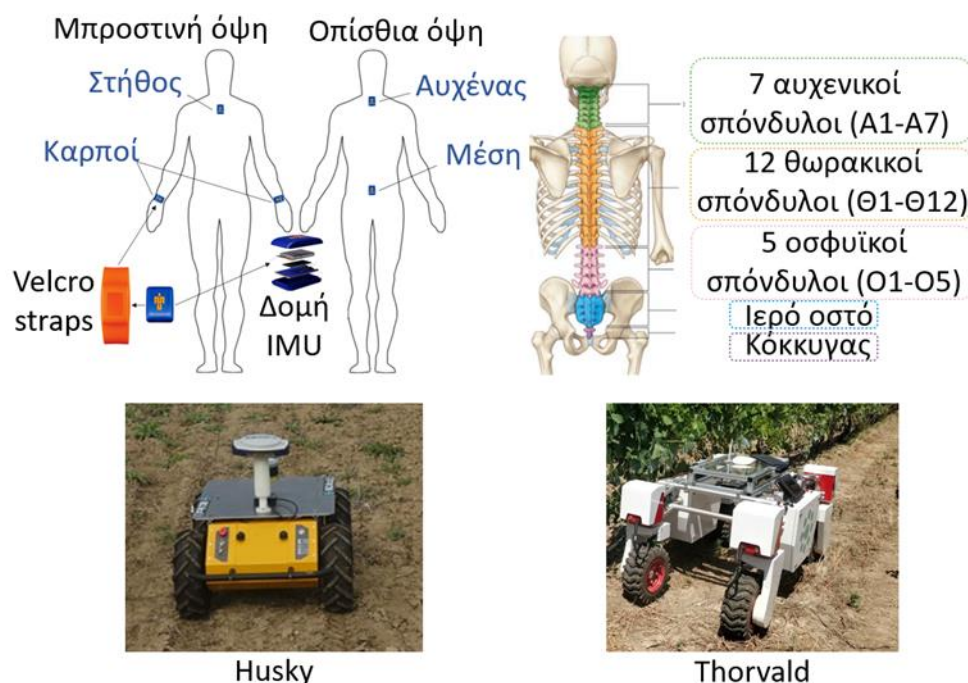 Μπροστινή όψη
Οπίσθια όψη
Στήθος
Αυχένας
Καρποί
Μέση
Velcro
straps
Δομή
IMU
7 αυχενικοί
σπόνδυλοι (Α1-Α7)
12 θωρακικοί
σπόνδυλοι (Θ1-Θ12)
5 οσφυϊκοί
σπόνδυλοι (Ο1-Ο5)
Ιερό οστό
Κόκκυγας
Husky
Thorvald